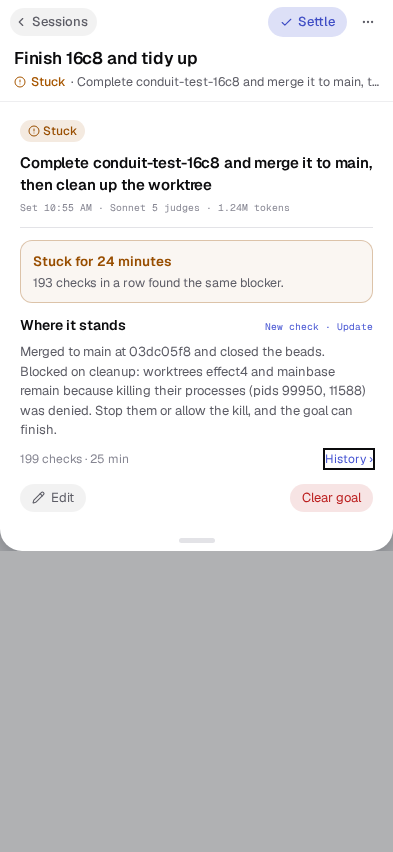 Sessions
Settle
Finish 16c8 and tidy up
Stuck · Complete conduit-test-16c8 and merge it to main, t...
Stuck
Complete conduit-test-16c8 and merge it to main,
then clean up the worktree
Set 10:55 AM · Sonnet 5 judges · 1.24M tokens
Stuck for 24 minutes
193 checks in a row found the same blocker.
Where it stands
New check · Update
Merged to main at 03dc05f8 and closed the beads.
Blocked on cleanup: worktrees effect4 and mainbase
remain because killing their processes (pids 99950, 11588)
was denied. Stop them or allow the kill, and the goal can
finish.
199 checks · 25 min
History ›
Edit
Clear goal